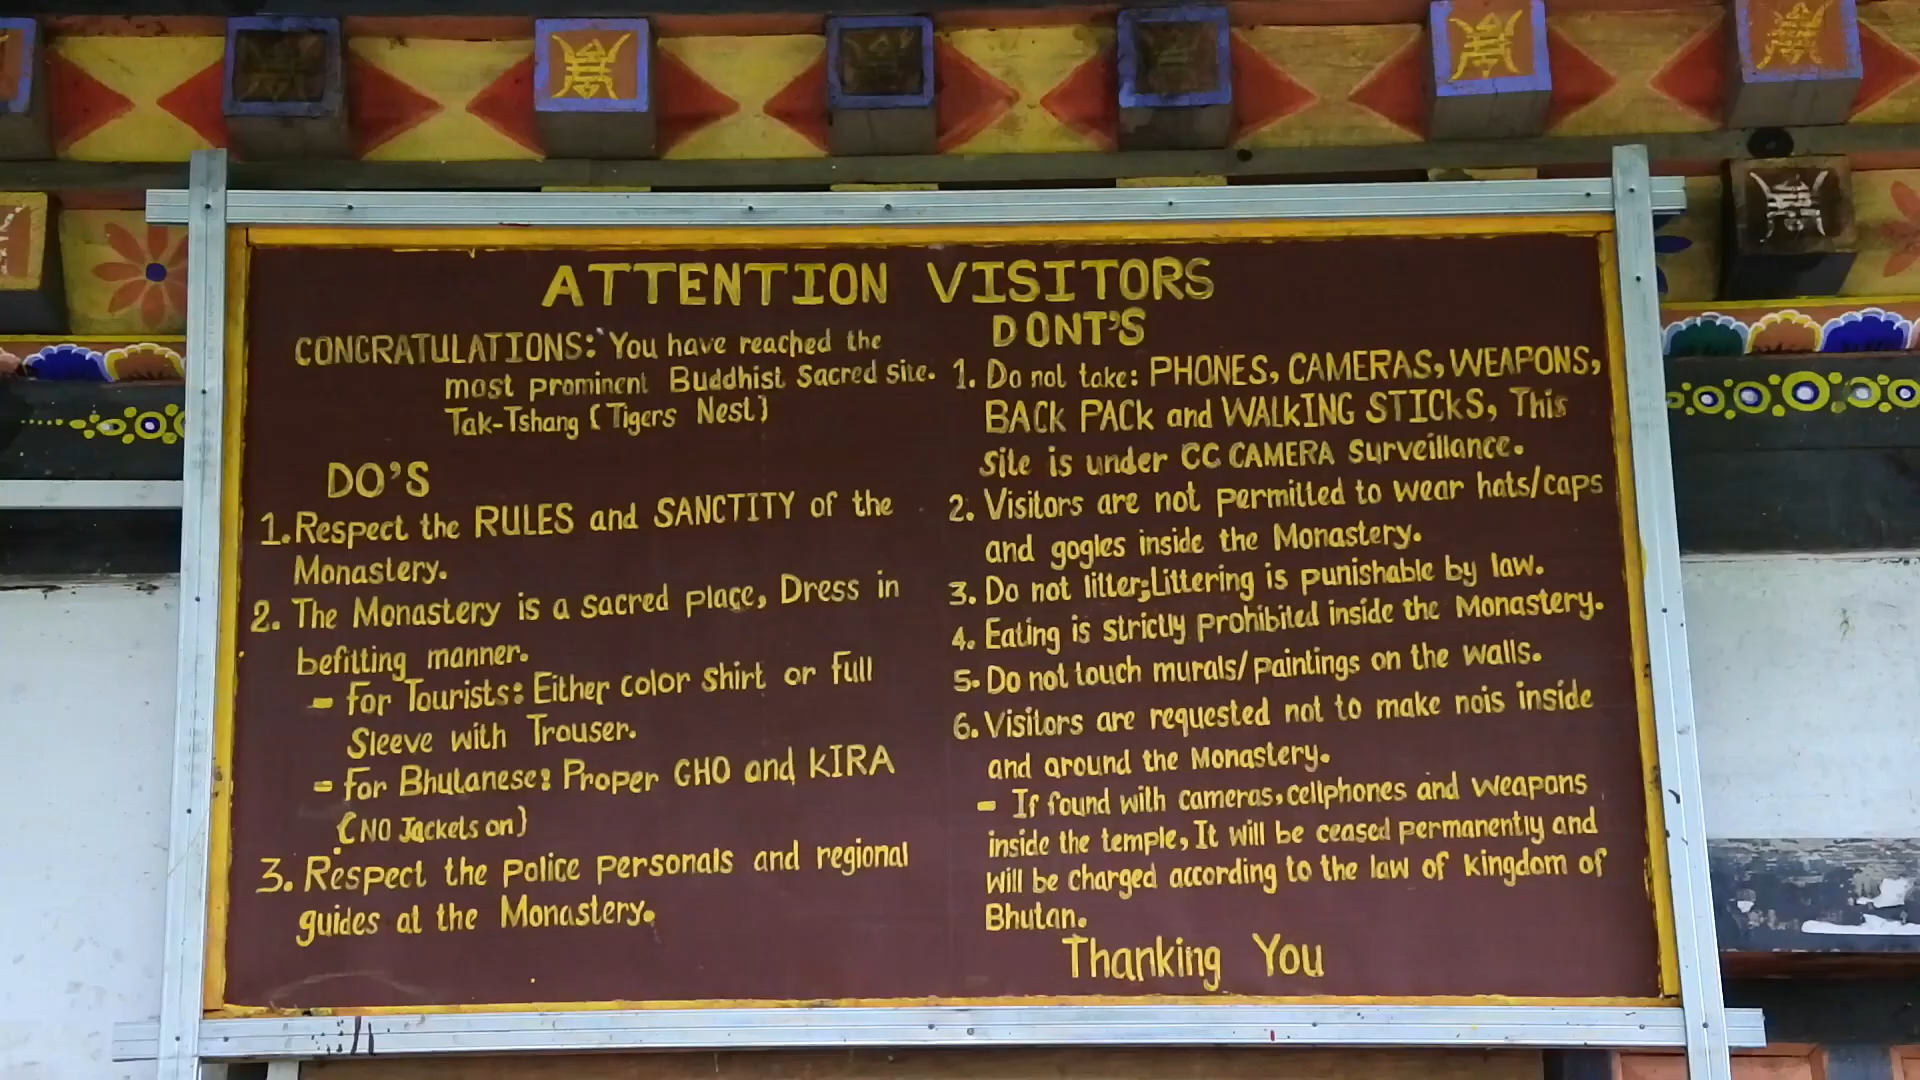 ATTENTION VISITORS
CONGRATULATIONS: You have reached the
most prominent Buddhist Sacred site.
Tak-Tshang (Tigers Nest)
DO'S
1. Respect the RULES and SANCTITY of the
Monastery.
2. The Monastery is a sacred place, Dress in
befitting manner.
- For Tourists: Either color shirt or full
Sleeve with Trouser.
- For Bhutanese: Proper GHO and KIRA
(NO Jackets on)
3. Respect the police personals and regional
guides at the Monastery.
DONT'S
1. Do not take: PHONES, CAMERAS, WEAPONS,
BACK PACK and WALKING STICKS, This
site is under CC CAMERA Surveillance.
2. Visitors are not permitted to wear hats/caps
and gogles inside the Monastery.
3. Do not litter; Littering is punishable by law.
4. Eating is strictly prohibited inside the Monastery.
5. Do not touch murals/paintings on the walls.
6. Visitors are requested not to make nois inside
and around the Monastery.
- If found with cameras, cellphones and weapons
inside the temple, It will be ceased permanently and
will be charged according to the law of kingdom of
Bhutan.
Thanking You